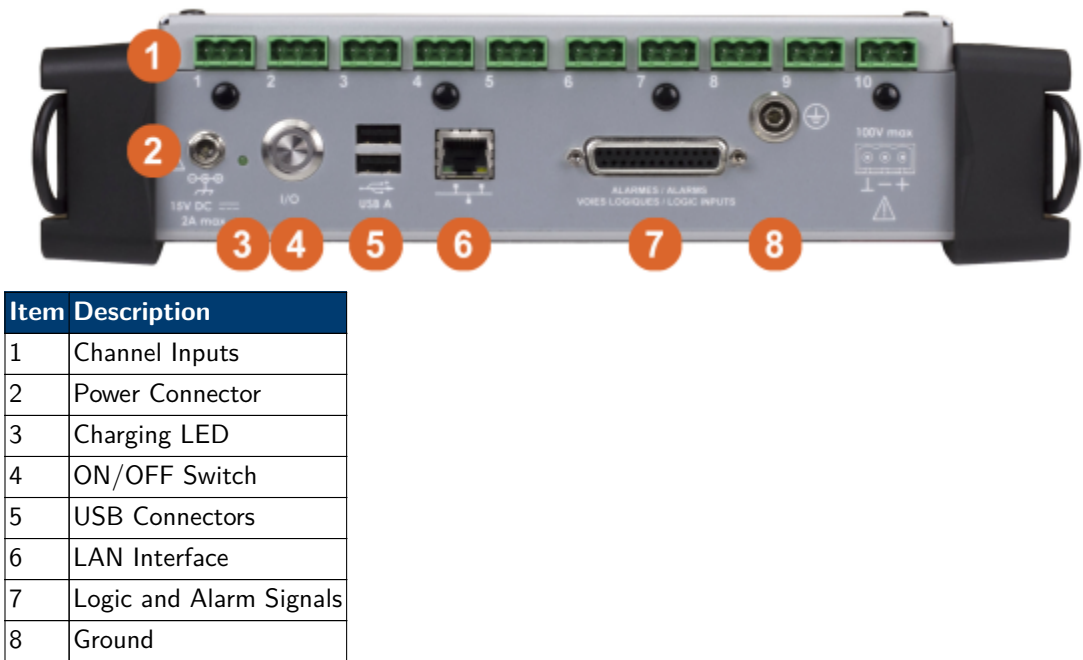 1
1 2 3 4 5 6 7 8 9 10
100V max
2
15V DC
2A max
I/O
USB A
ALARMES / ALARMS
VOIES LOGIQUES / LOGIC INPUTS
⊥ − +
3 4 5 6 7 8
Item Description
1 Channel Inputs
2 Power Connector
3 Charging LED
4 ON/OFF Switch
5 USB Connectors
6 LAN Interface
7 Logic and Alarm Signals
8 Ground